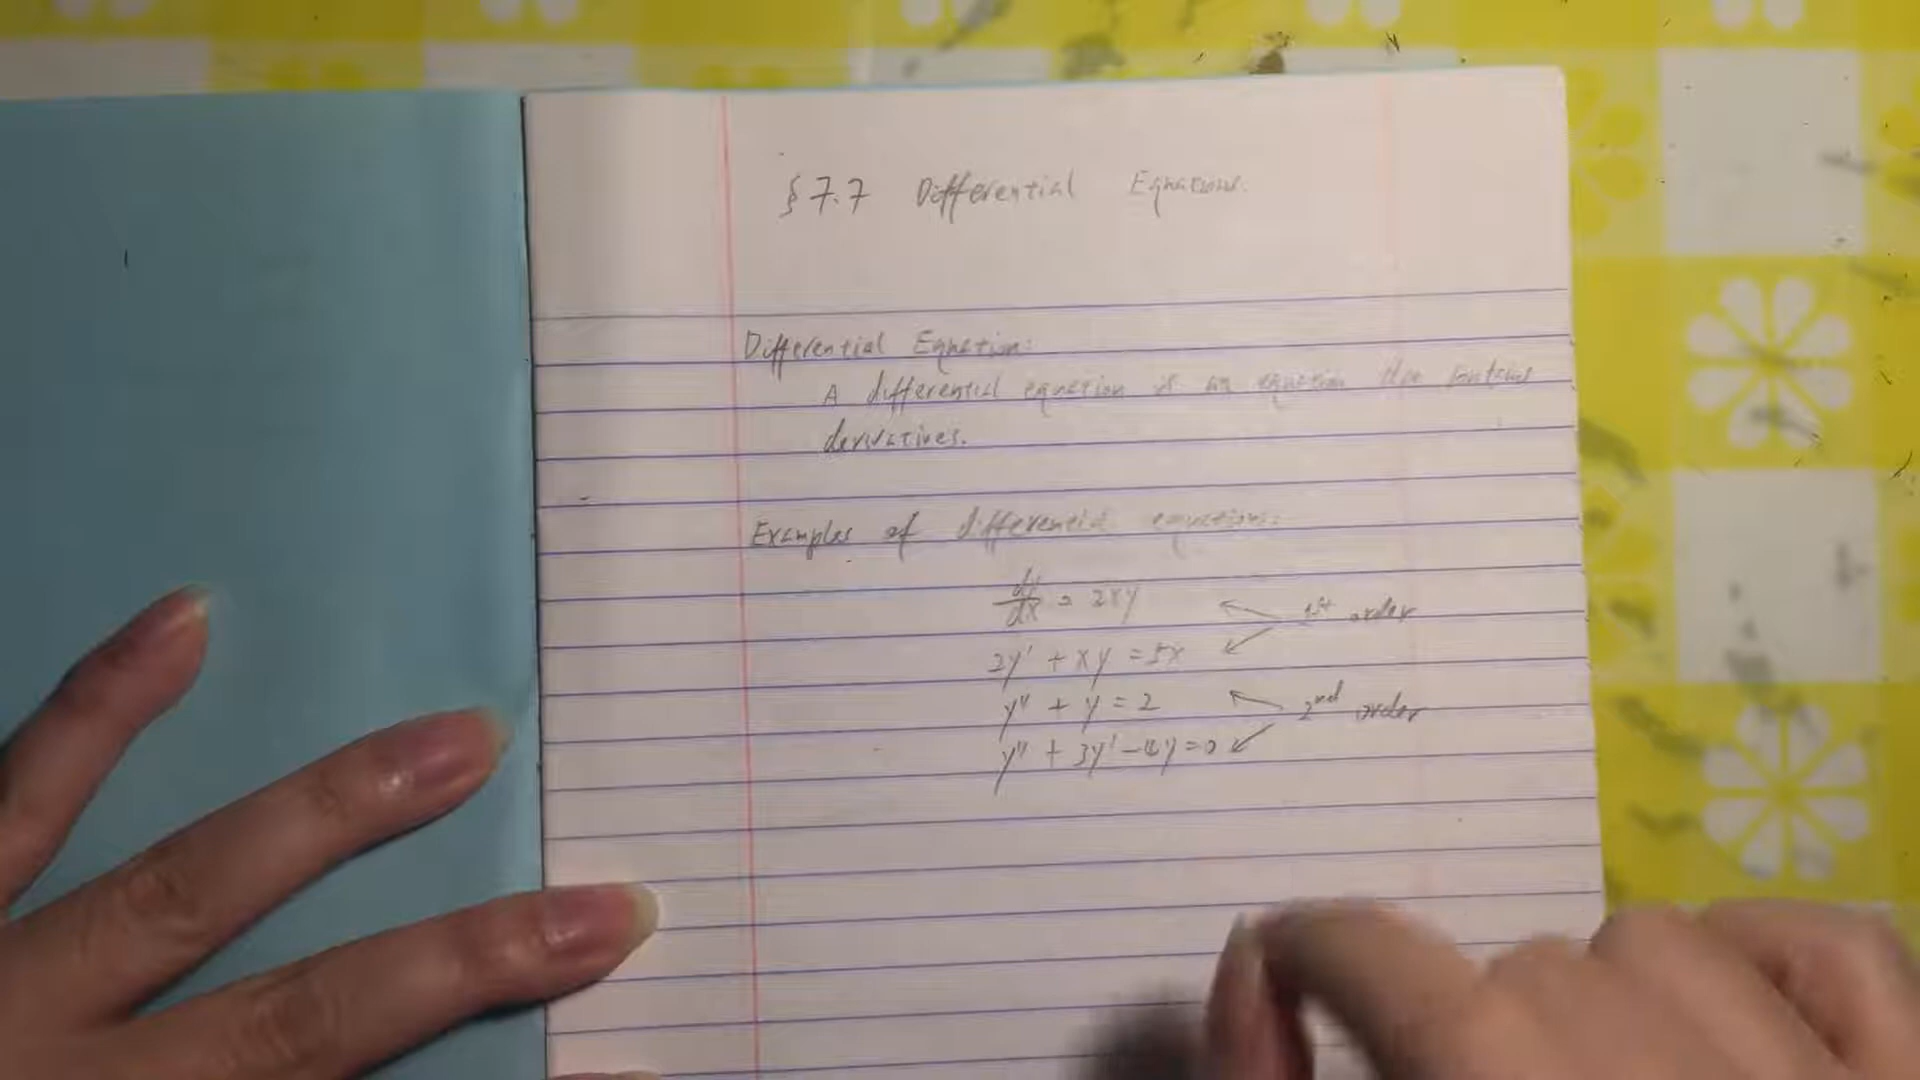 § 7.7 Differential Equations.
Differential Equation:
A differential equation is an equation that contains
derivatives.
Examples of differential equations:
dy/dx = 2xy
1st order
2y' + xy = 5x
y'' + y = 2
2nd order
y'' + 3y' - 4y = 0